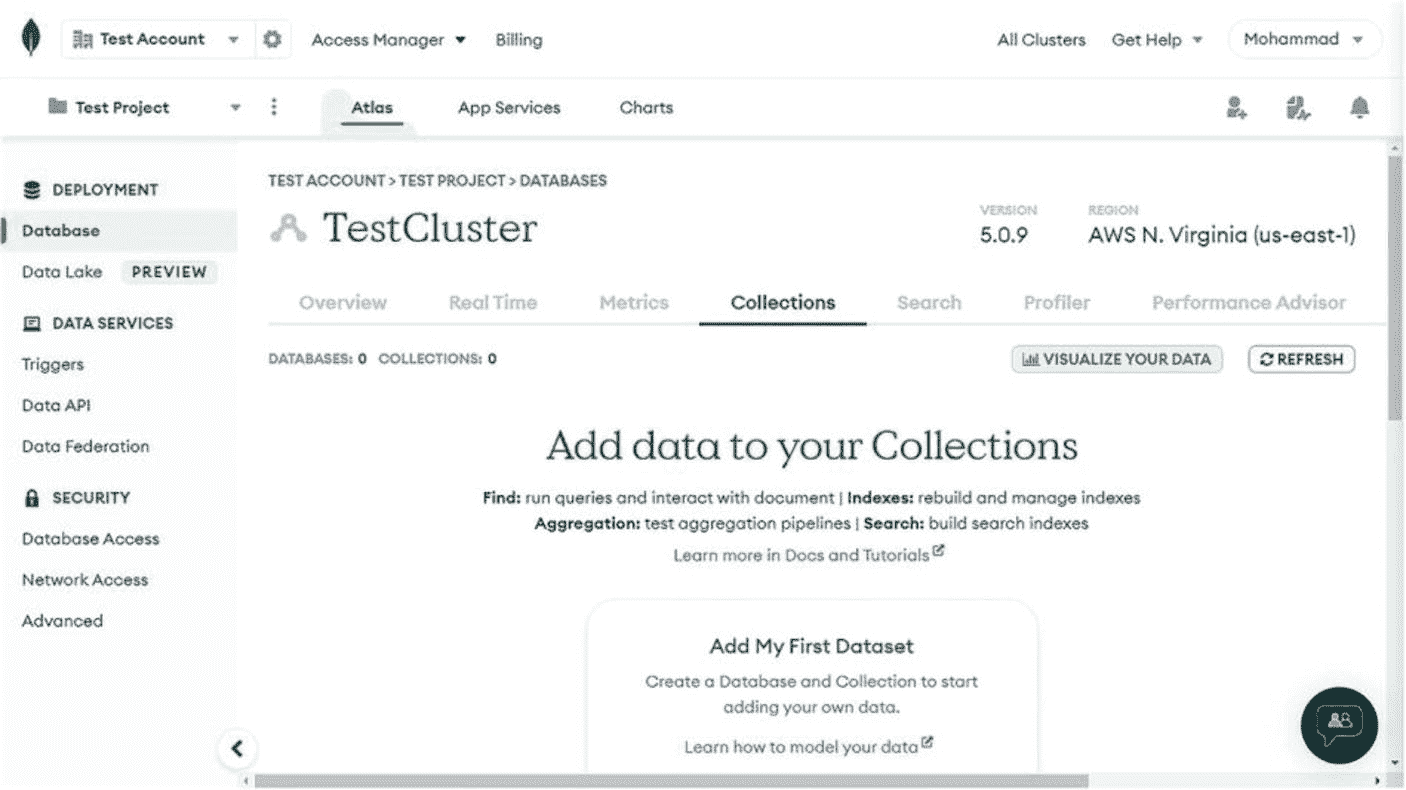 Test Account
Access Manager
Billing
All Clusters
Get Help
Mohammad
Test Project
Atlas
App Services
Charts
DEPLOYMENT
Database
Data Lake PREVIEW
DATA SERVICES
Triggers
Data API
Data Federation
SECURITY
Database Access
Network Access
Advanced
TEST ACCOUNT > TEST PROJECT > DATABASES
TestCluster
VERSION
5.0.9
REGION
AWS N. Virginia (us-east-1)
Overview
Real Time
Metrics
Collections
Search
Profiler
Performance Advisor
DATABASES: 0 COLLECTIONS: 0
VISUALIZE YOUR DATA
REFRESH
Add data to your Collections
Find: run queries and interact with document | Indexes: rebuild and manage indexes
Aggregation: test aggregation pipelines | Search: build search indexes
Learn more in Docs and Tutorials
Add My First Dataset
Create a Database and Collection to start
adding your own data.
Learn how to model your data